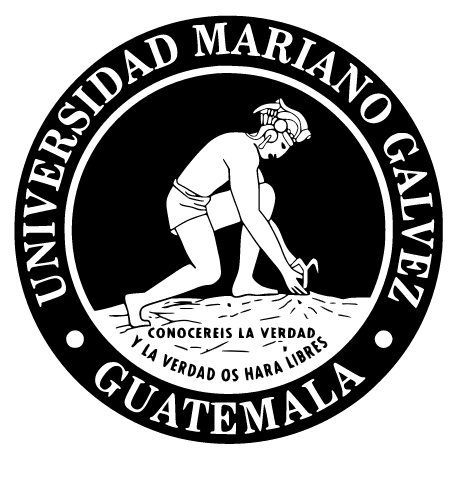 UNIVERSIDAD MARIANO GALVEZ
CONOCEREIS LA VERDAD
Y LA VERDAD OS HARA LIBRES
GUATEMALA